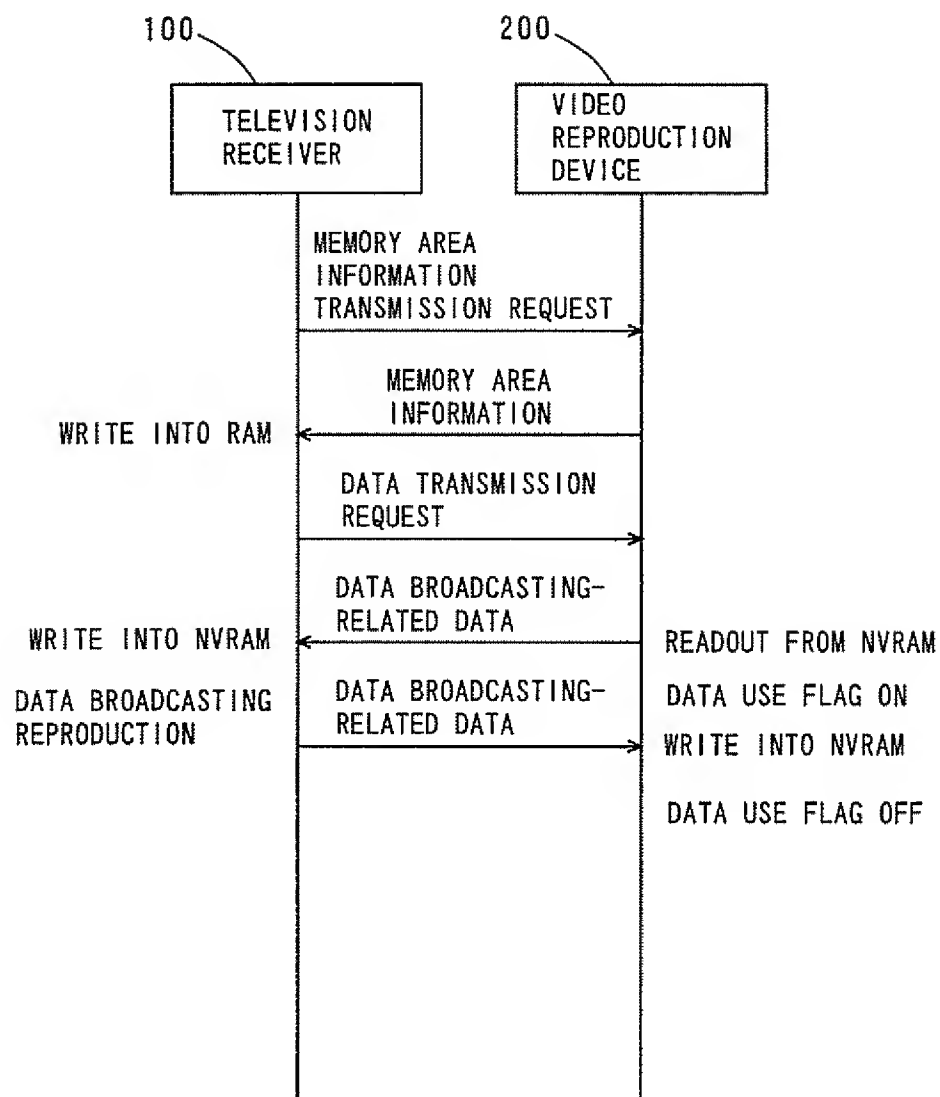 100
200
TELEVISION
RECEIVER
VIDEO
REPRODUCTION
DEVICE
MEMORY AREA
INFORMATION
TRANSMISSION REQUEST
MEMORY AREA
INFORMATION
WRITE INTO RAM
DATA TRANSMISSION
REQUEST
DATA BROADCASTING-
RELATED DATA
WRITE INTO NVRAM
READOUT FROM NVRAM
DATA BROADCASTING
REPRODUCTION
DATA BROADCASTING-
RELATED DATA
DATA USE FLAG ON
WRITE INTO NVRAM
DATA USE FLAG OFF